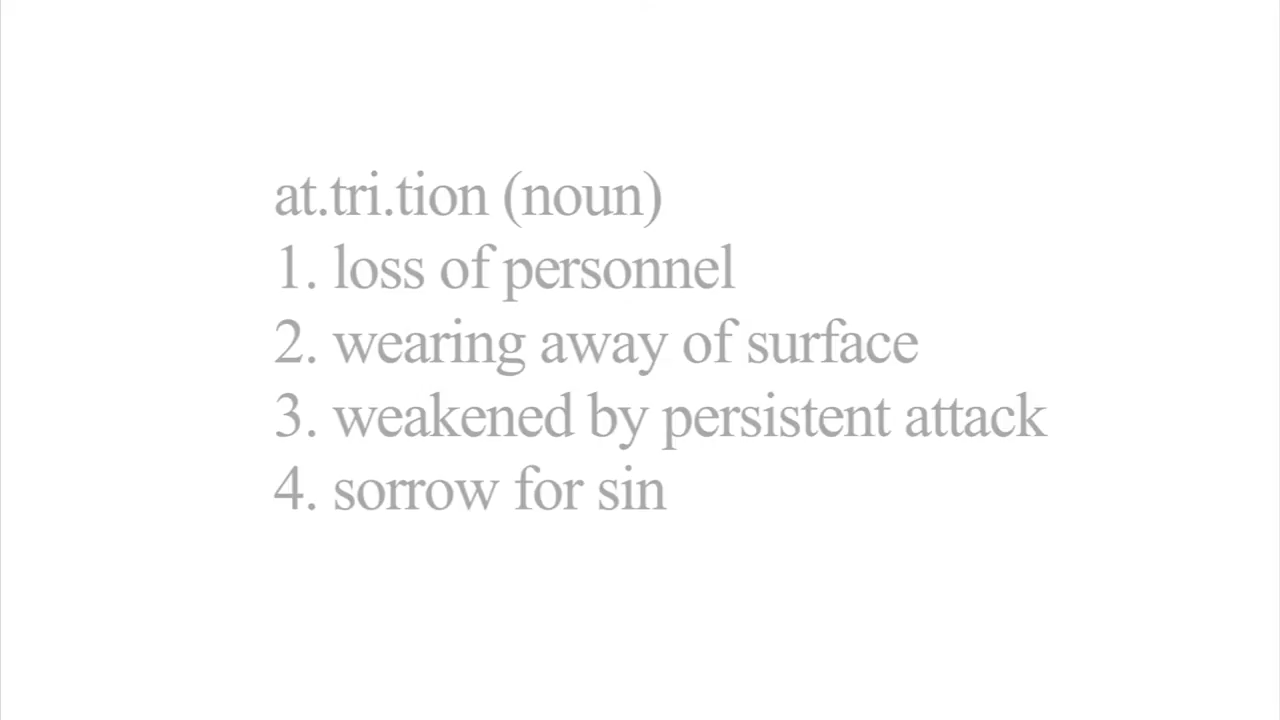 at.tri.tion (noun)
1. loss of personnel
2. wearing away of surface
3. weakened by persistent attack
4. sorrow for sin